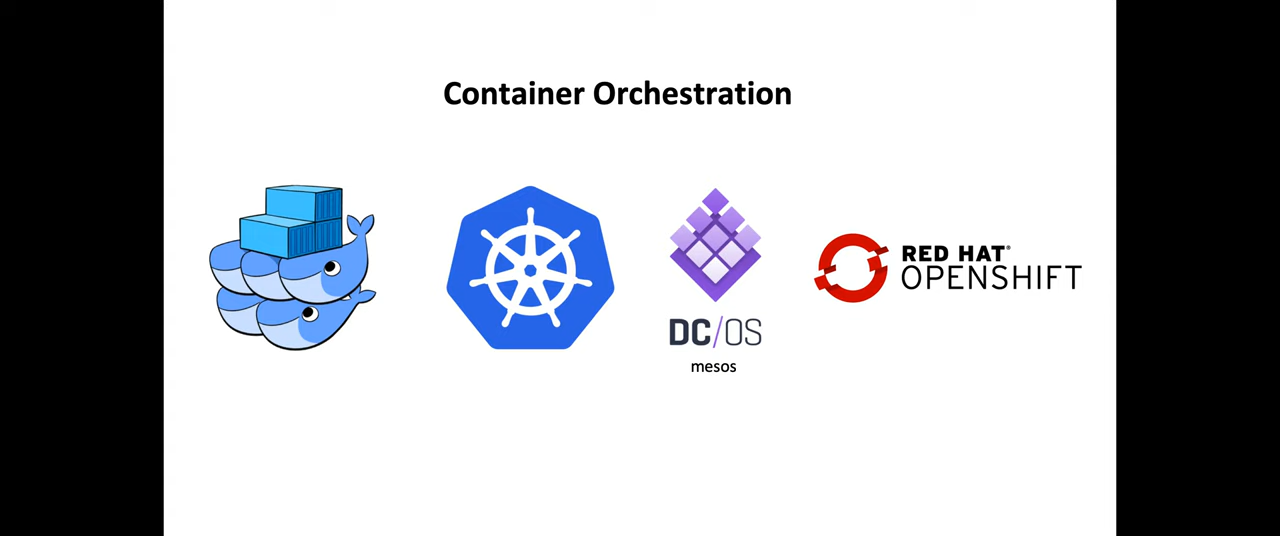 Container Orchestration
DC/OS
mesos
RED HAT®
OPENSHIFT